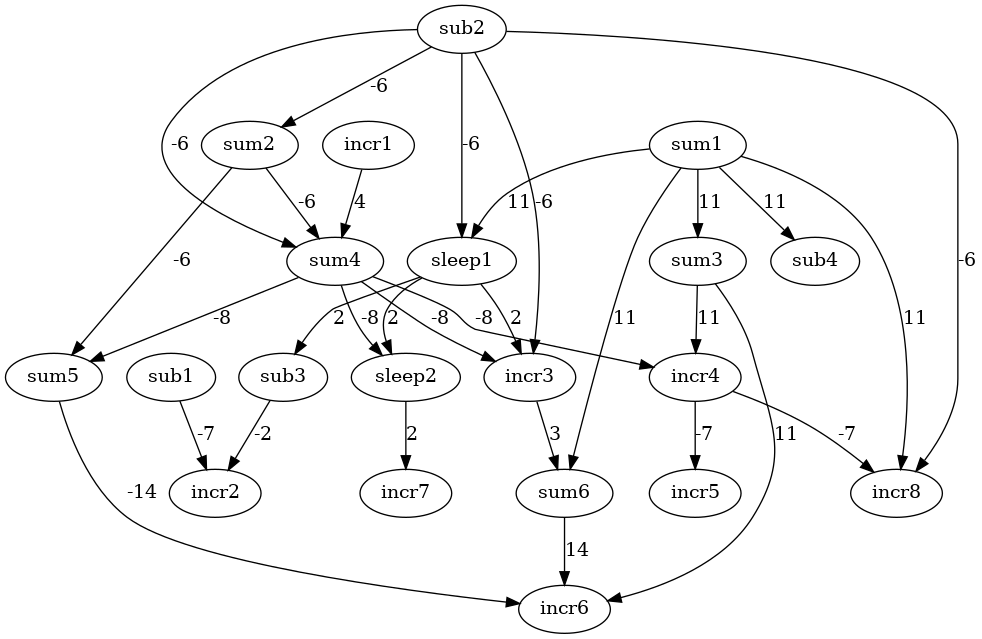 sub2
-6
sum2
incr1
sum1
-6
-6
4
-6
11
-6
11
11
-6
sum4
sleep1
sum3
sub4
-6
-8
-8
2
2
-8
-8
2
11
11
11
sum5
sub1
sub3
sleep2
incr3
incr4
-7
-2
2
3
-7
11
-7
incr2
incr7
sum6
incr5
incr8
-14
14
incr6